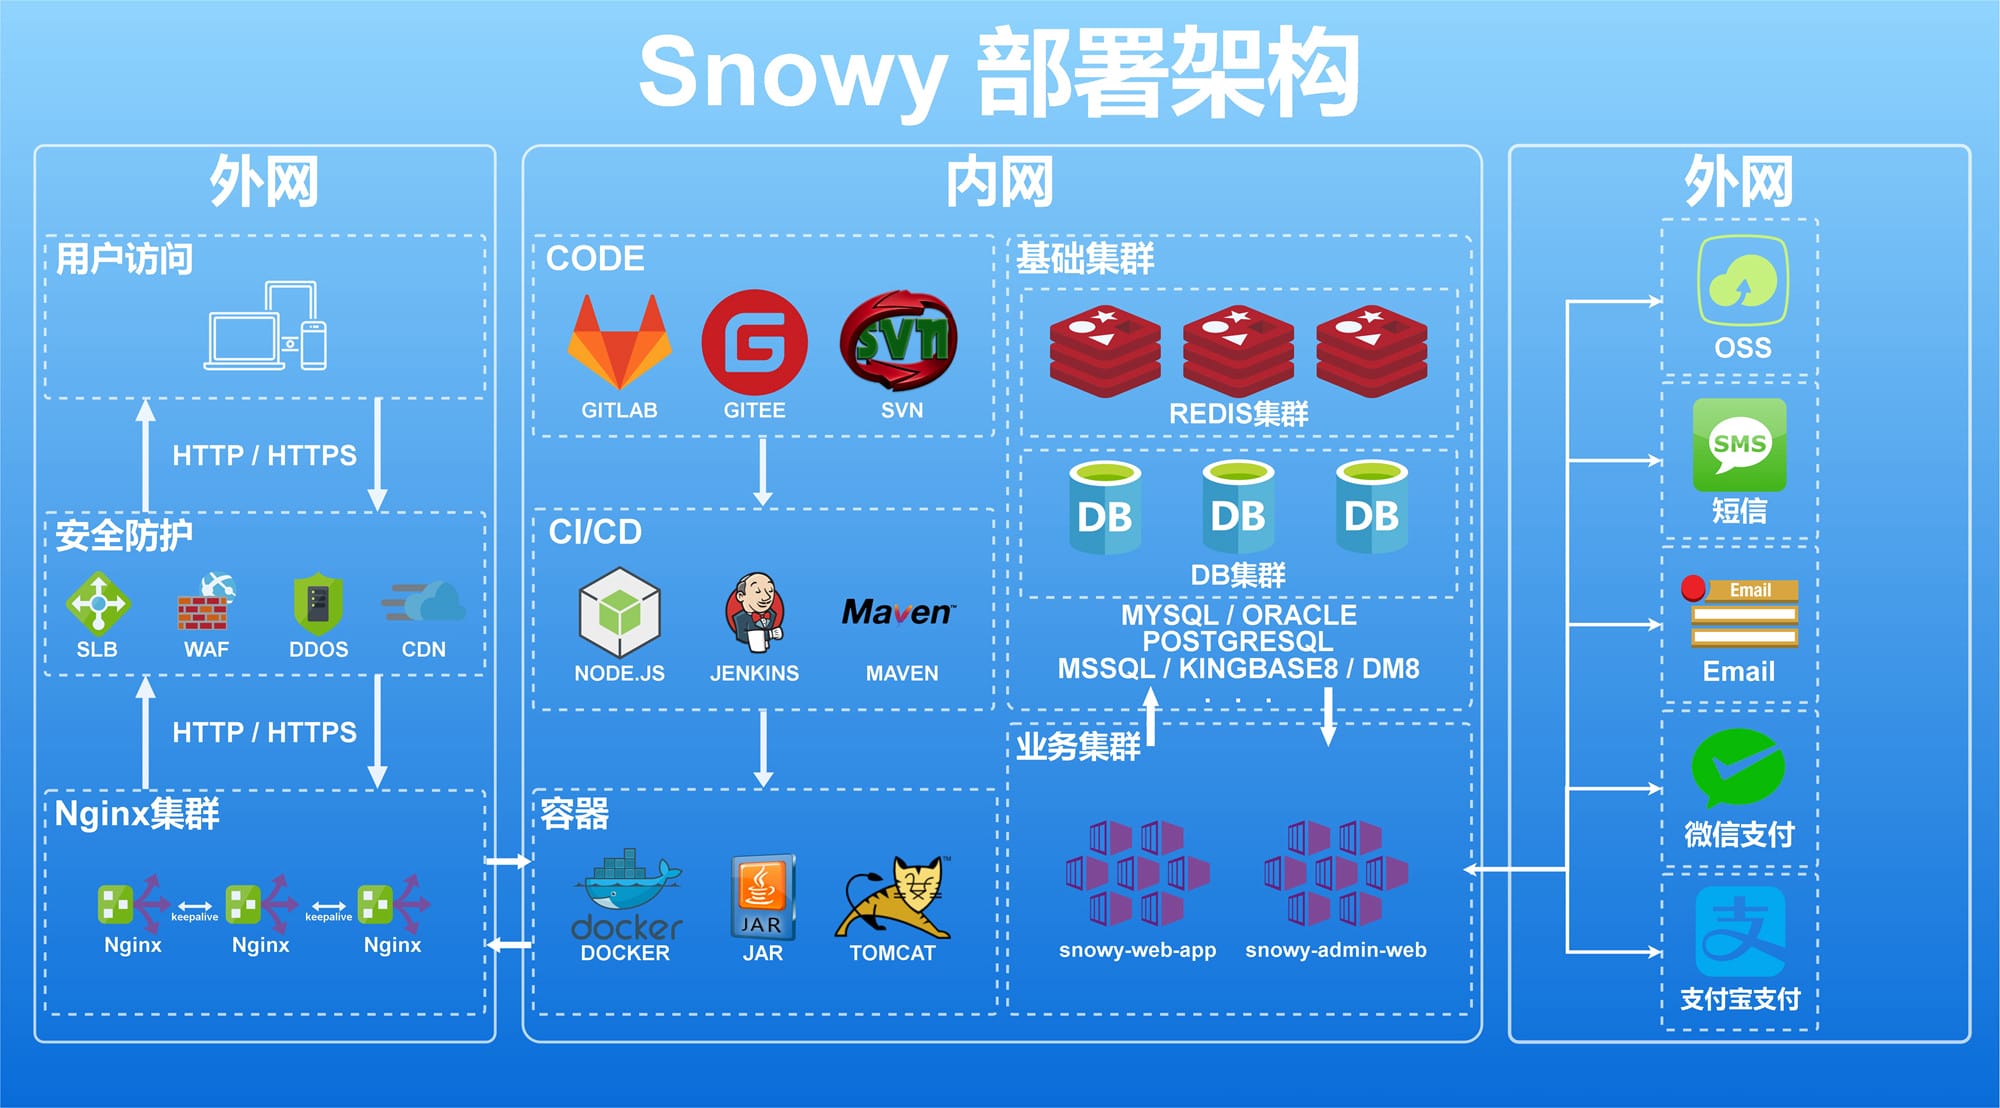 Snowy 部署架构
外网
用户访问
HTTP / HTTPS
安全防护
SLB
WAF
DDOS
CDN
HTTP / HTTPS
Nginx集群
keepalive
keepalive
Nginx
Nginx
Nginx
内网
CODE
SVN
GITLAB
GITEE
SVN
CI/CD
Maven™
NODE.JS
JENKINS
MAVEN
容器
docker
JAR
TM
DOCKER
JAR
TOMCAT
基础集群
REDIS集群
DB
DB
DB
DB集群
MYSQL / ORACLE
POSTGRESQL
MSSQL / KINGBASE8 / DM8
. . .
业务集群
snowy-web-app
snowy-admin-web
外网
OSS
SMS
短信
Email
Email
微信支付
支
支付宝支付